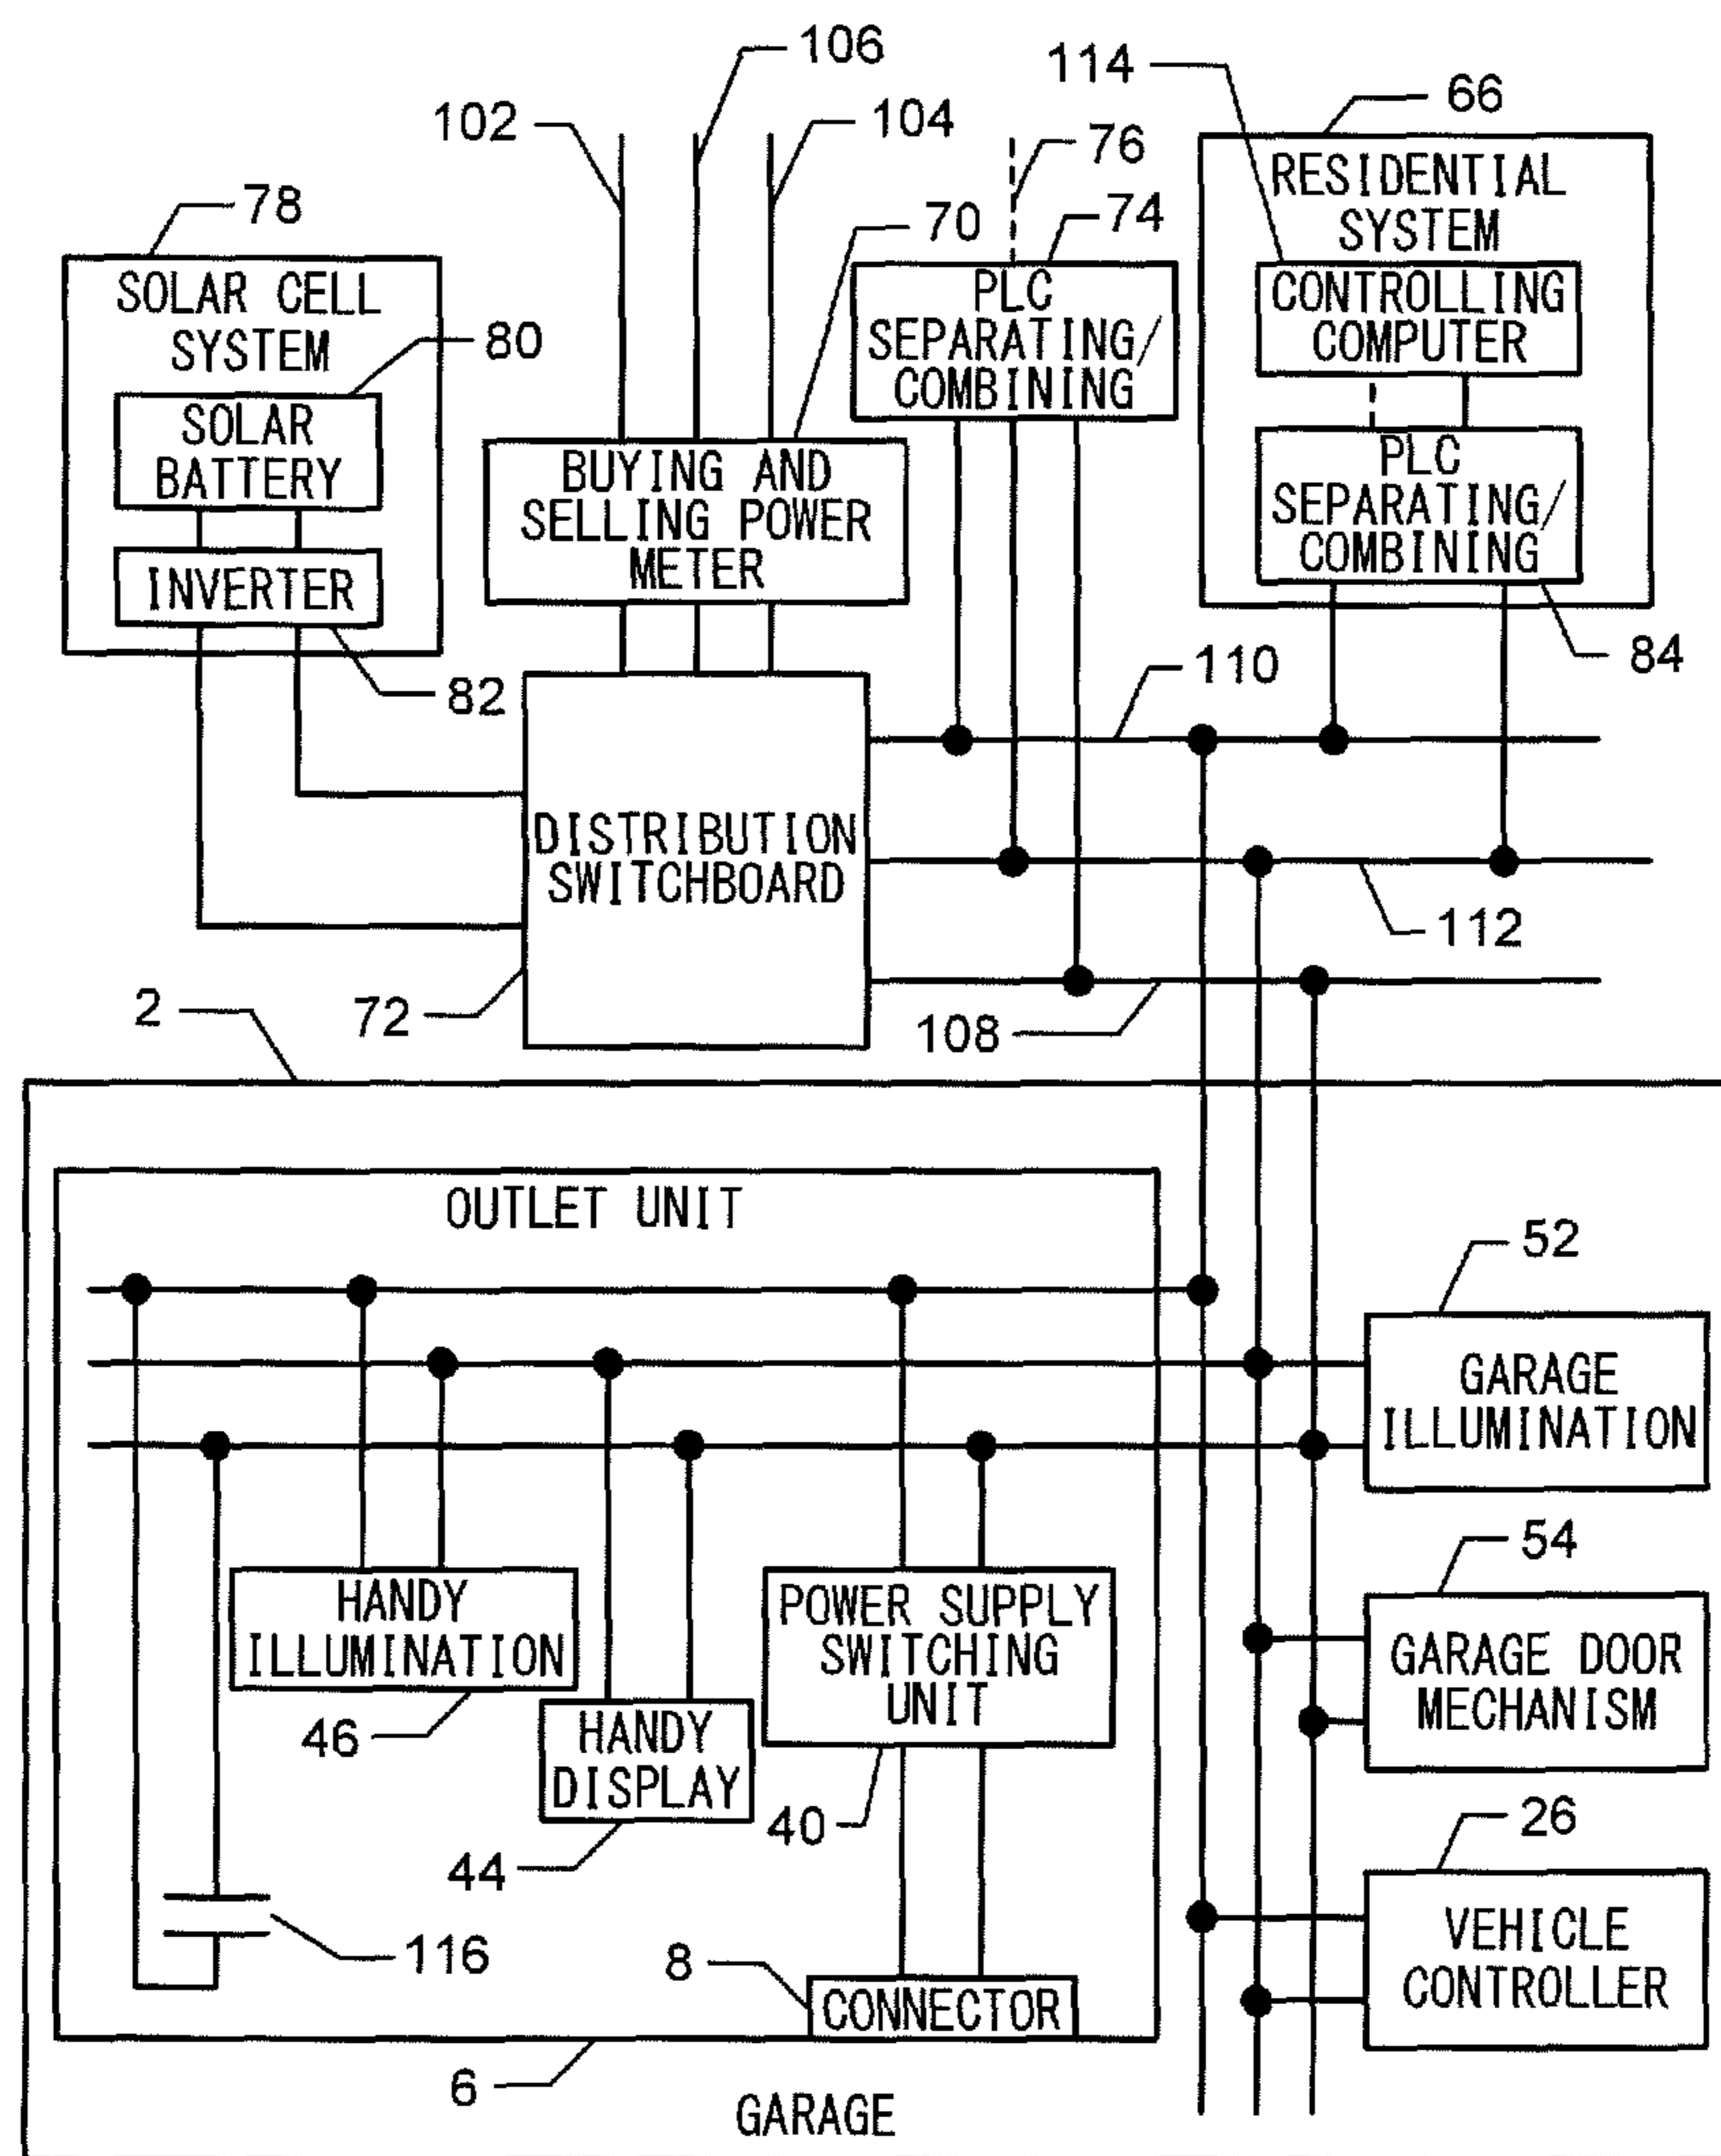 106
114
66
102
104
76
RESIDENTIAL
SYSTEM
78
70
74
SOLAR CELL
SYSTEM
80
PLC
SEPARATING/
COMBINING
CONTROLLING
COMPUTER
SOLAR
BATTERY
BUYING AND
SELLING POWER
METER
PLC
SEPARATING/
COMBINING
INVERTER
82
110
84
DISTRIBUTION
SWITCHBOARD
112
2
72
108
OUTLET UNIT
52
GARAGE
ILLUMINATION
54
HANDY
ILLUMINATION
POWER SUPPLY
SWITCHING
UNIT
GARAGE DOOR
MECHANISM
46
HANDY
DISPLAY
40
26
44
116
8
CONNECTOR
VEHICLE
CONTROLLER
6
GARAGE